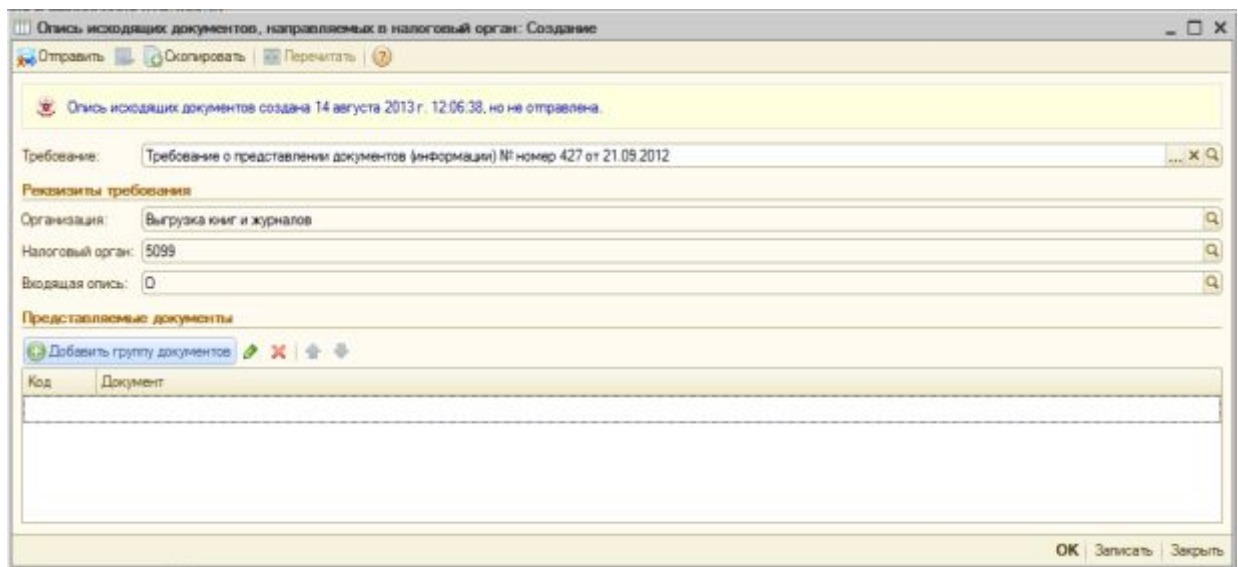 Опись исходящих документов, направляемых в налоговый орган: Создание
Отправить Скопировать Перечитать
Опись исходящих документов создана 14 августа 2013 г. 12:06:38, но не отправлена.
Требование: Требование о представлении документов (информации) № номер 427 от 21.09.2012 ...
Реквизиты требования
Организация: Выгрузка книг и журналов
Налоговый орган: 5099
Входящая опись: О
Представляемые документы
Добавить группу документов
Код Документ
ОК Записать Закрыть